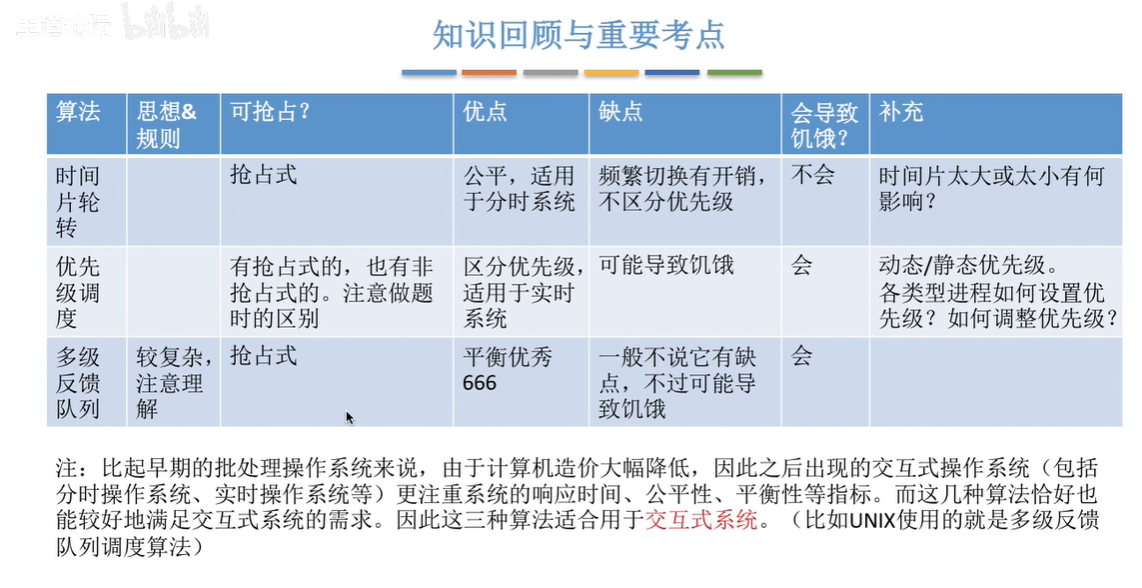 王道论坛 bilibili
知识回顾与重要考点
算法 思想& 可抢占？ 优点 缺点 会导致 补充
规则 饥饿？
时间 抢占式 公平，适用 频繁切换有开销， 不会 时间片太大或太小有何
片轮 于分时系统 不区分优先级 影响？
转
优先 有抢占式的，也有非 区分优先级， 可能导致饥饿 会 动态/静态优先级。
级调 抢占式的。注意做题 适用于实时 各类型进程如何设置优
度 时的区别 系统 先级？如何调整优先级？
多级 较复杂， 抢占式 平衡优秀 一般不说它有缺 会
反馈 注意理 666 点，不过可能导
队列 解 致饥饿
注：比起早期的批处理操作系统来说，由于计算机造价大幅降低，因此之后出现的交互式操作系统（包括
分时操作系统、实时操作系统等）更注重系统的响应时间、公平性、平衡性等指标。而这几种算法恰好也
能较好地满足交互式系统的需求。因此这三种算法适合用于交互式系统。（比如UNIX使用的就是多级反馈
队列调度算法）